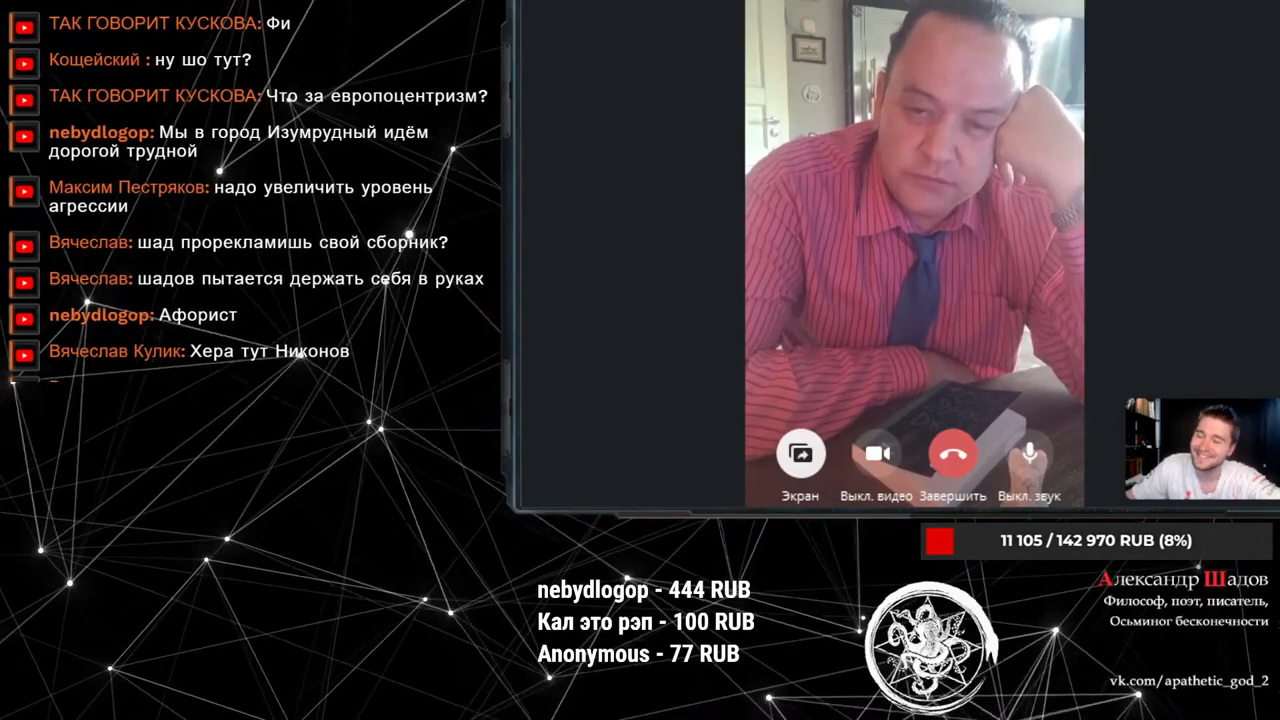 ТАК ГОВОРИТ КУСКОВА: Фи
Кощейский : ну шо тут?
ТАК ГОВОРИТ КУСКОВА: Что за европоцентризм?
nebydlogop: Мы в город Изумрудный идём
дорогой трудной
Максим Пестряков: надо увеличить уровень
агрессии
Вячеслав: шад прорекламишь свой сборник?
Вячеслав: шадов пытается держать себя в руках
nebydlogop: Афорист
Вячеслав Кулик: Хера тут Никонов
Экран
Выкл. видео
Завершить
Выкл. звук
11 105 / 142 970 RUB (8%)
nebydlogop - 444 RUB
Кал это рэп - 100 RUB
Anonymous - 77 RUB
Александр Шадов
Философ, поэт, писатель,
Осьминог бесконечности
vk.com/apathetic_god_2